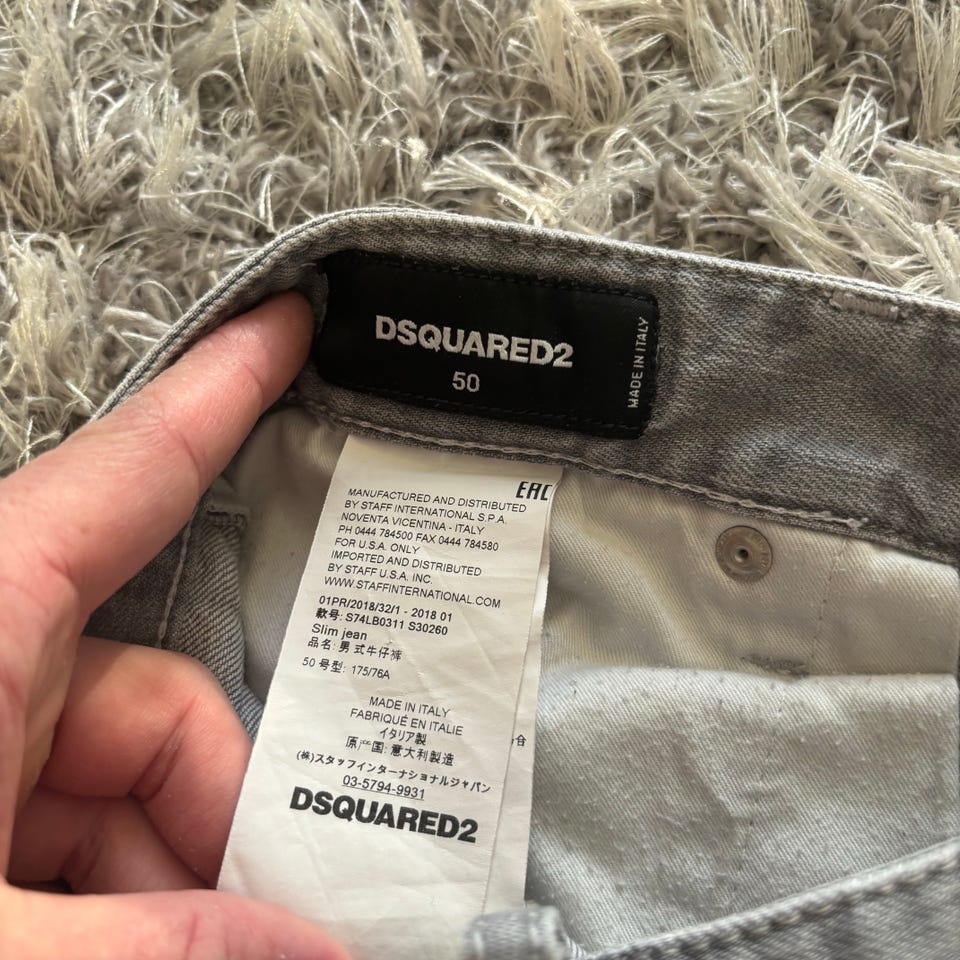 DSQUARED2
50
MADE IN ITALY
EAC
MANUFACTURED AND DISTRIBUTED
BY STAFF INTERNATIONAL S.P.A.
NOVENTA VICENTINA - ITALY
PH 0444 784500 FAX 0444 784580
FOR U.S.A. ONLY
IMPORTED AND DISTRIBUTED
BY STAFF U.S.A. INC.
WWW.STAFFINTERNATIONAL.COM
01PR/2018/32/1 - 2018 01
款号: S74LB0311 S30260
Slim jean
品名: 男式牛仔裤
50 号型: 175/76A
MADE IN ITALY
FABRIQUÉ EN ITALIE
イタリア製
原产国: 意大利製造
(株)スタッフインターナショナルジャパン
03-5794-9931
DSQUARED2